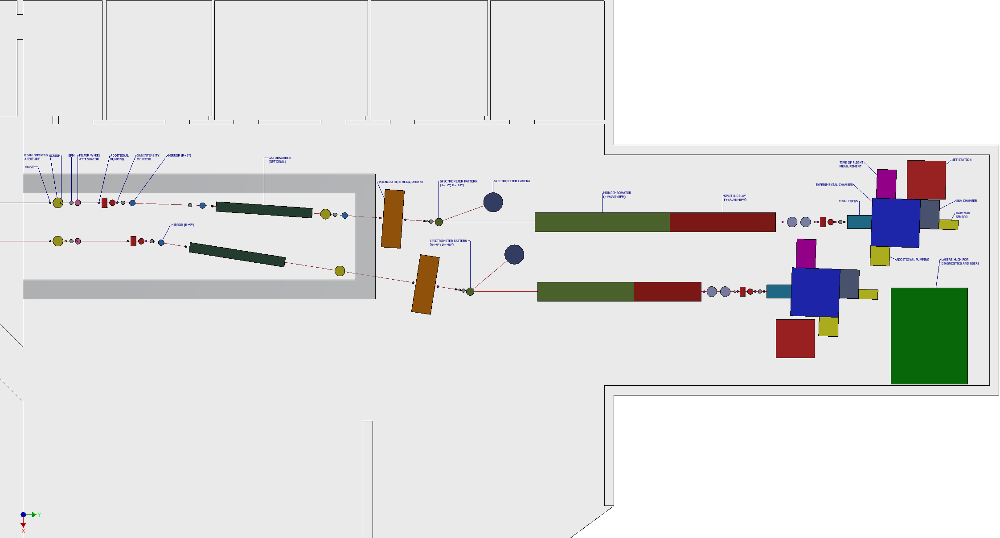 BEAM DEFINING
APERTURE
SCREEN
BPM
FILTER WHEEL
ATTENUATOR
ADDITIONAL
PUMPING
GAS INTENSITY
MONITOR
MIRROR (R=2°)
VALVE
GAS ABSORBER
(OPTIONAL)
MIRROR (R=9°)
POLARIZATION MEASUREMENT
SPECTROMETER PATTERN
(R=-2°; D=-14°)
SPECTROMETER CAMERA
SPECTROMETER PATTERN
(R=-9°; D=-45°)
MONOCHROMATOR
(+VALVE+BPM)
SPLIT & DELAY
(+VALVE+BPM)
TIME OF FLIGHT
MEASUREMENT
JET STATION
EXPERIMENTAL CHAMBER
FINAL FOCUS
XUV CHAMBER
HARTMAN
SENSOR
ADDITIONAL PUMPING
LASERS HUCH FOR
DIAGNOSTICS AND USERS
Y
X